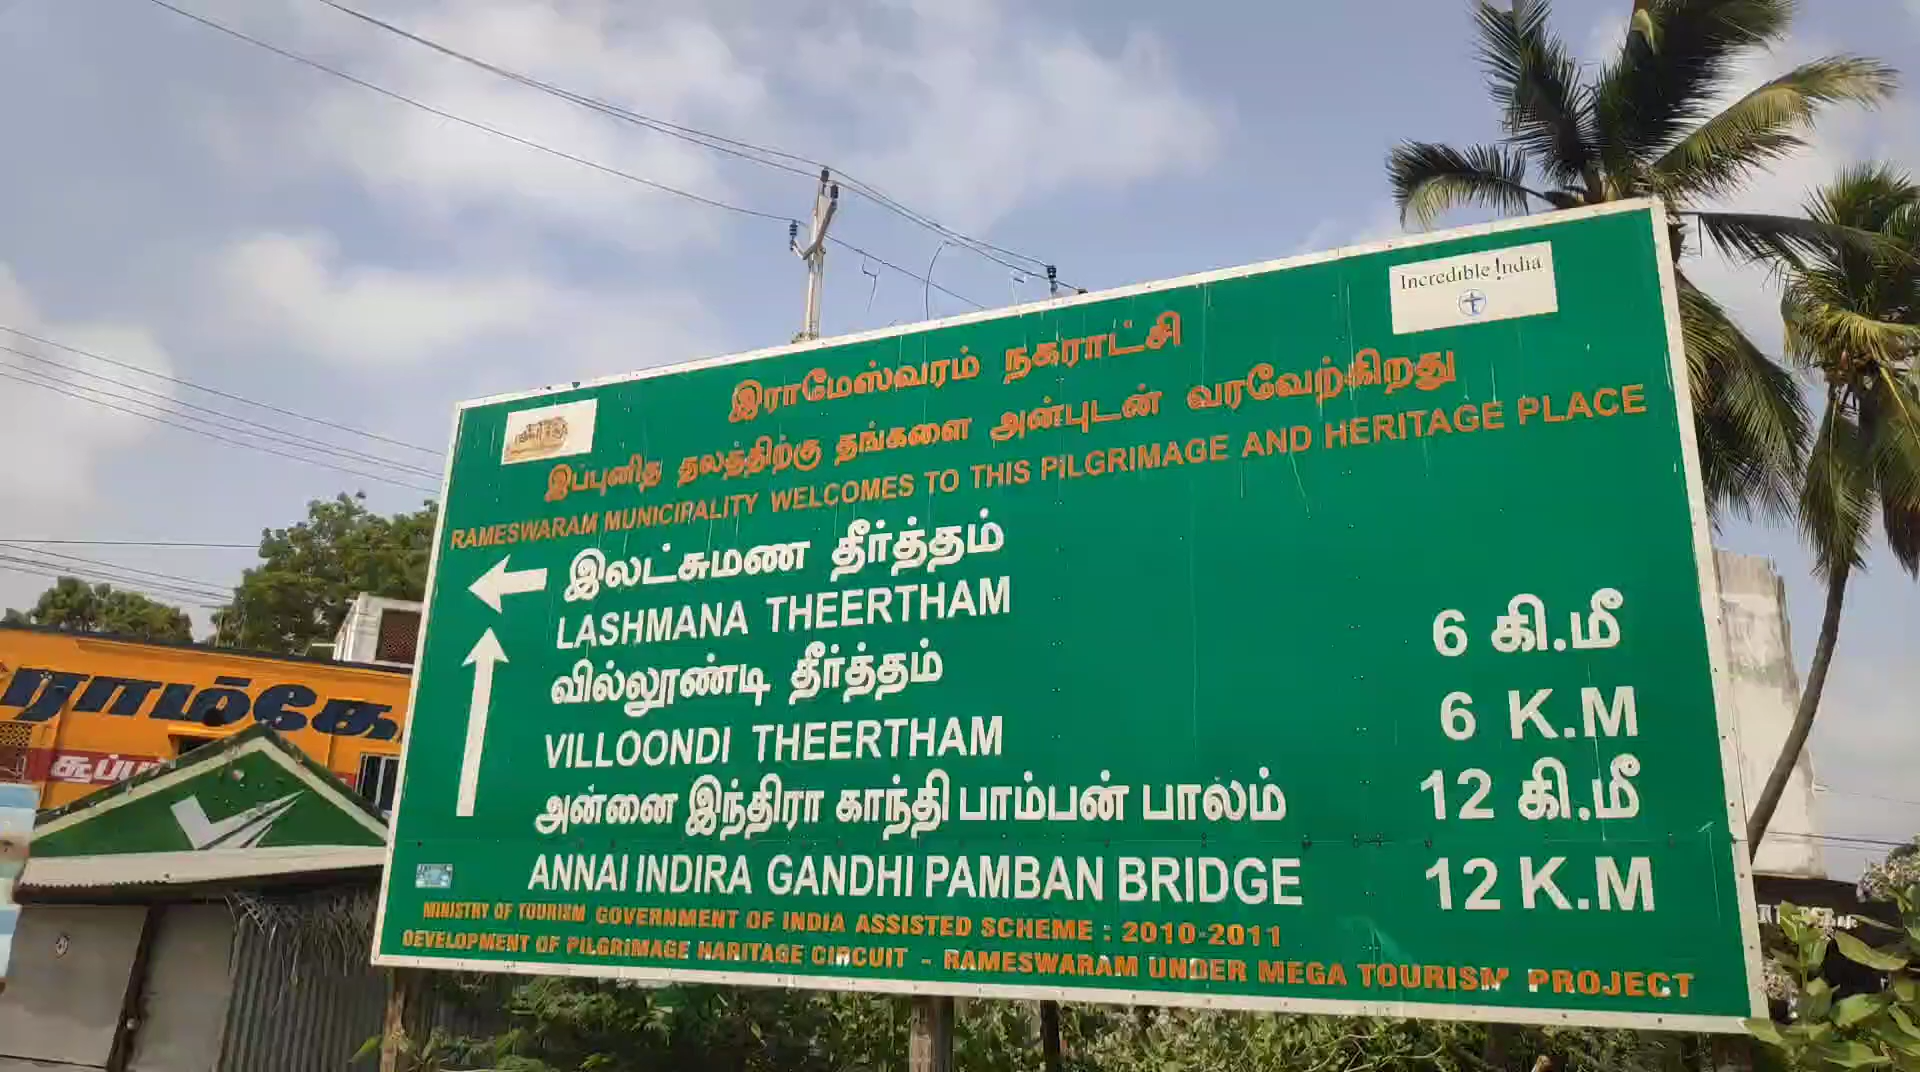 Incredible !ndia
இராமேஸ்வரம் நகராட்சி
இப்புனித தலத்திற்கு தங்களை அன்புடன் வரவேற்கிறது
RAMESWARAM MUNICIPALITY WELCOMES TO THIS PILGRIMAGE AND HERITAGE PLACE
இலட்சுமண தீர்த்தம்
LASHMANA THEERTHAM
வில்லூண்டி தீர்த்தம் 6 கி.மீ
VILLOONDI THEERTHAM 6 K.M
அன்னை இந்திரா காந்தி பாம்பன் பாலம் 12 கி.மீ
ANNAI INDIRA GANDHI PAMBAN BRIDGE 12 K.M
MINISTRY OF TOURISM GOVERNMENT OF INDIA ASSISTED SCHEME : 2010-2011
DEVELOPMENT OF PILGRIMAGE HARITAGE CIRCUIT - RAMESWARAM UNDER MEGA TOURISM PROJECT
ராம்கோ
சூப்பர்